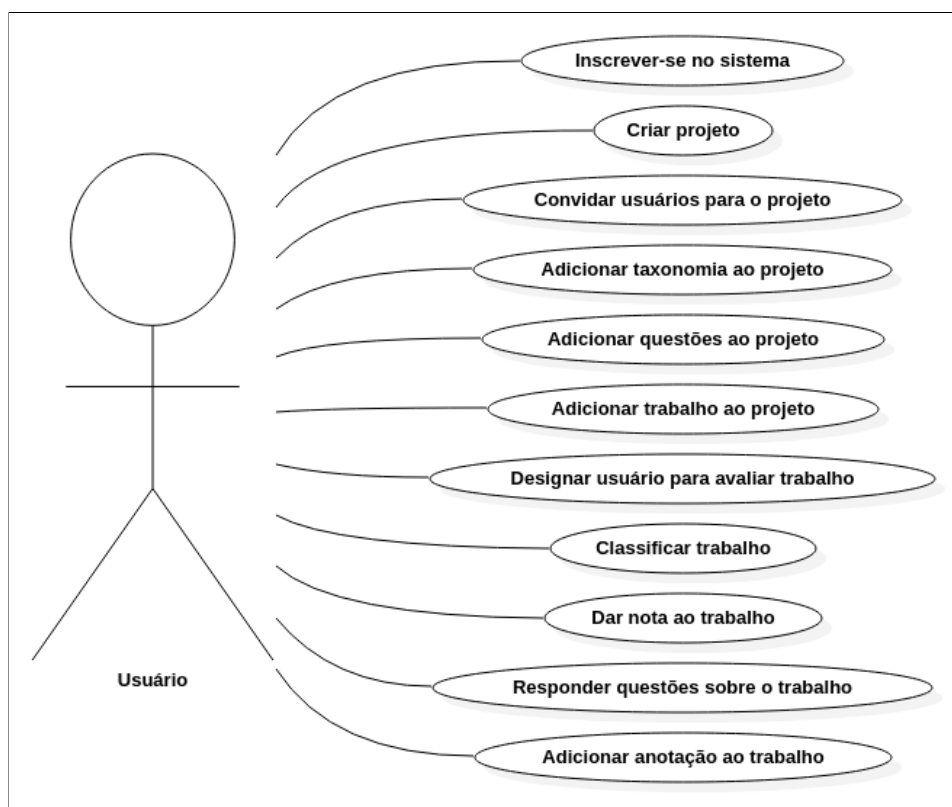 Inscrever-se no sistema
Criar projeto
Convidar usuários para o projeto
Adicionar taxonomia ao projeto
Adicionar questões ao projeto
Adicionar trabalho ao projeto
Designar usuário para avaliar trabalho
Classificar trabalho
Dar nota ao trabalho
Usuário
Responder questões sobre o trabalho
Adicionar anotação ao trabalho